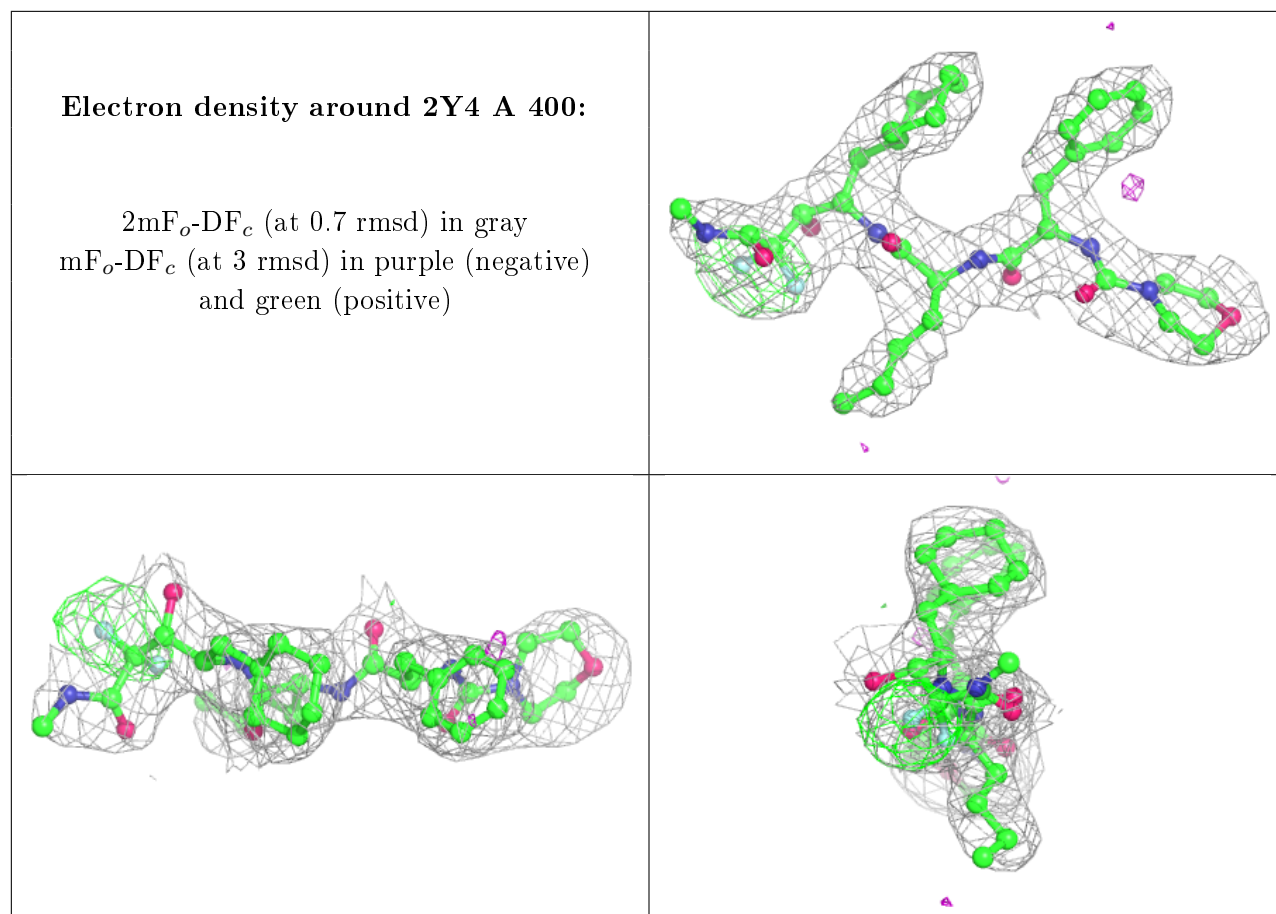 Electron density around 2Y4 A 400:
2mFo-DFc (at 0.7 rmsd) in gray
mFo-DFc (at 3 rmsd) in purple (negative)
and green (positive)